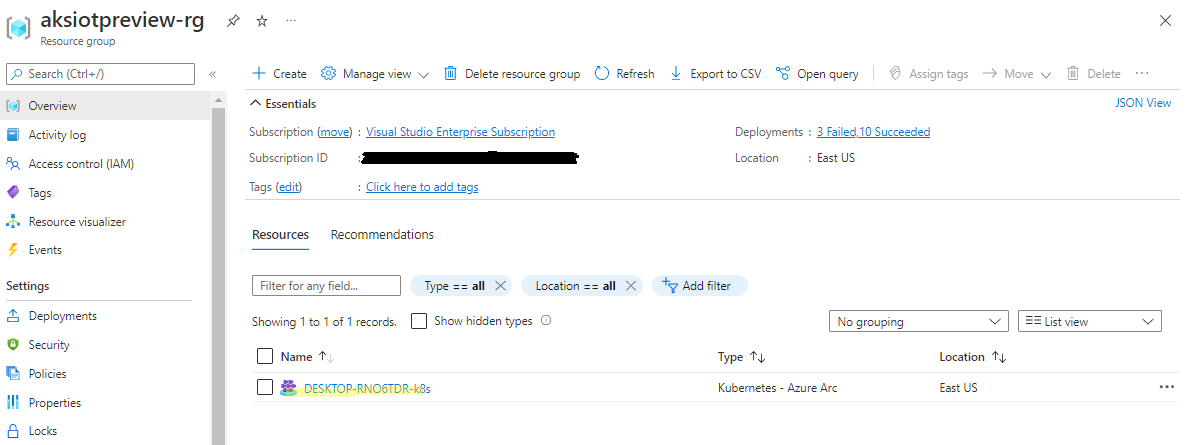 aksiotpreview-rg
Resource group
Search (Ctrl+/)
Overview
Activity log
Access control (IAM)
Tags
Resource visualizer
Events
Settings
Deployments
Security
Policies
Properties
Locks
Create Manage view Delete resource group Refresh Export to CSV Open query Assign tags Move Delete
Essentials JSON View
Subscription (move) : Visual Studio Enterprise Subscription Deployments : 3 Failed,10 Succeeded
Subscription ID : Location : East US
Tags (edit) : Click here to add tags
Resources Recommendations
Filter for any field... Type == all Location == all Add filter
Showing 1 to 1 of 1 records. Show hidden types No grouping List view
Name Type Location
DESKTOP-RNO6TDR-k8s Kubernetes - Azure Arc East US